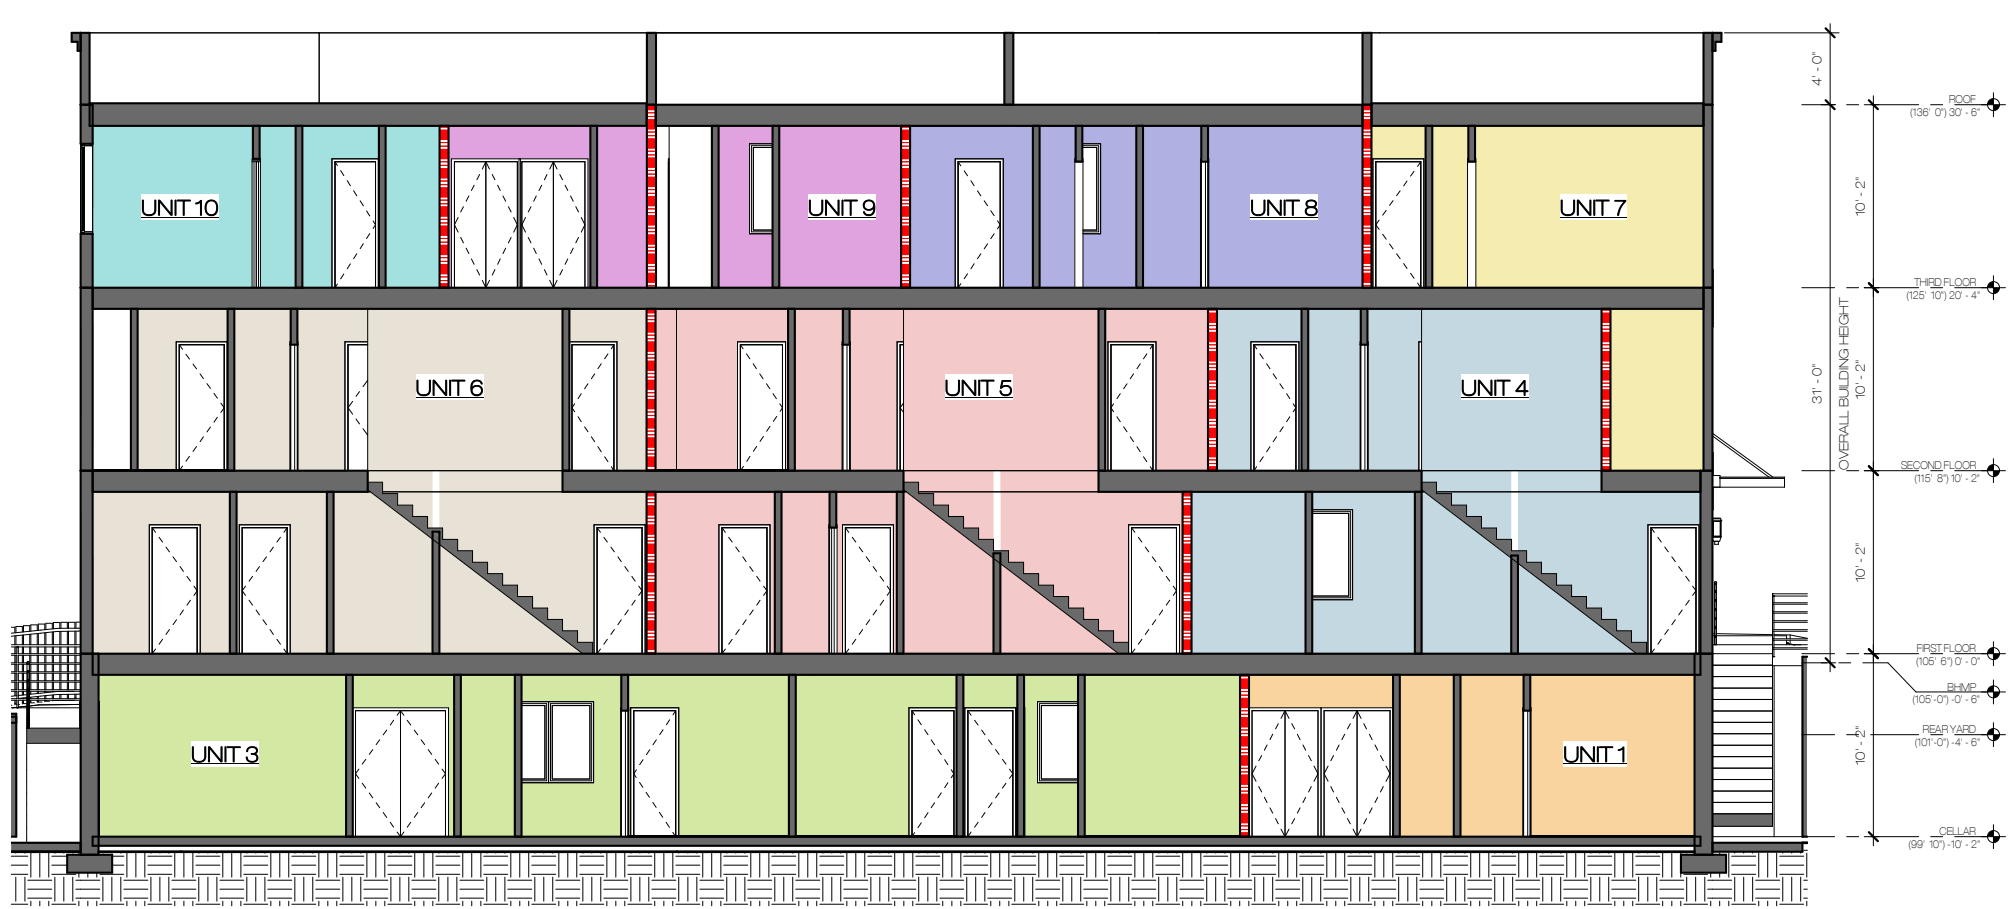 4' - 0"
ROOF
(136' 0") 30' - 6"
UNIT 10
UNIT 9
UNIT 8
UNIT 7
10' - 2"
THIRD FLOOR
(125' 10") 20' - 4"
UNIT 6
UNIT 5
UNIT 4
31' - 0"
OVERALL BUILDING HEIGHT
10' - 2"
SECOND FLOOR
(115' 8") 10' - 2"
10' - 2"
FIRST FLOOR
(105' 6") 0' - 0"
BHMP
(105'-0") -0' - 6"
UNIT 3
UNIT 1
REAR YARD
(101'-0") -4' - 6"
10' - 2"
CELLAR
(99' 10") -10' - 2"